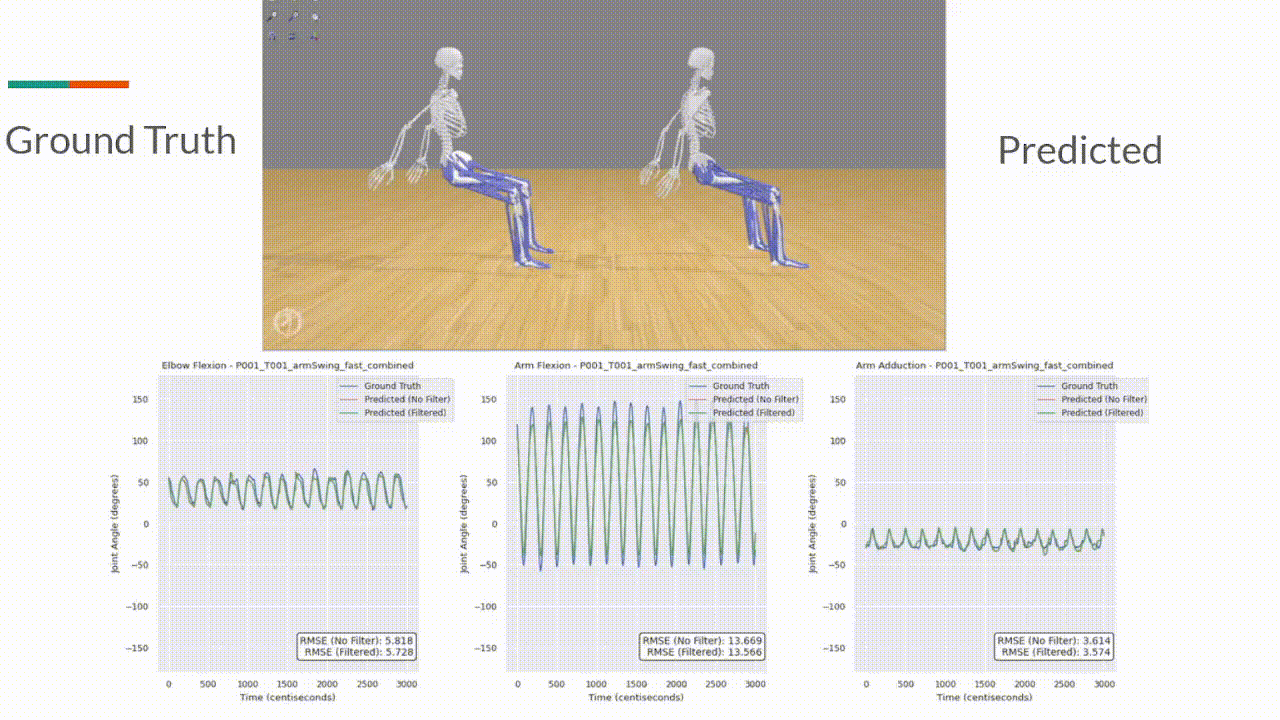 Ground Truth
Predicted
Elbow Flexion - P001_T001_armSwing_fast_combined
Ground Truth
Predicted (No Filter)
Predicted (Filtered)
150
100
50
0
−50
−100
−150
Joint Angle (degrees)
RMSE (No Filter): 5.818
RMSE (Filtered): 5.728
0 500 1000 1500 2000 2500 3000
Time (centiseconds)
Arm Flexion - P001_T001_armSwing_fast_combined
Ground Truth
Predicted (No Filter)
Predicted (Filtered)
150
100
50
0
−50
−100
−150
Joint Angle (degrees)
RMSE (No Filter): 13.669
RMSE (Filtered): 13.566
0 500 1000 1500 2000 2500 3000
Time (centiseconds)
Arm Adduction - P001_T001_armSwing_fast_combined
Ground Truth
Predicted (No Filter)
Predicted (Filtered)
150
100
50
0
−50
−100
−150
Joint Angle (degrees)
RMSE (No Filter): 3.614
RMSE (Filtered): 3.574
0 500 1000 1500 2000 2500 3000
Time (centiseconds)